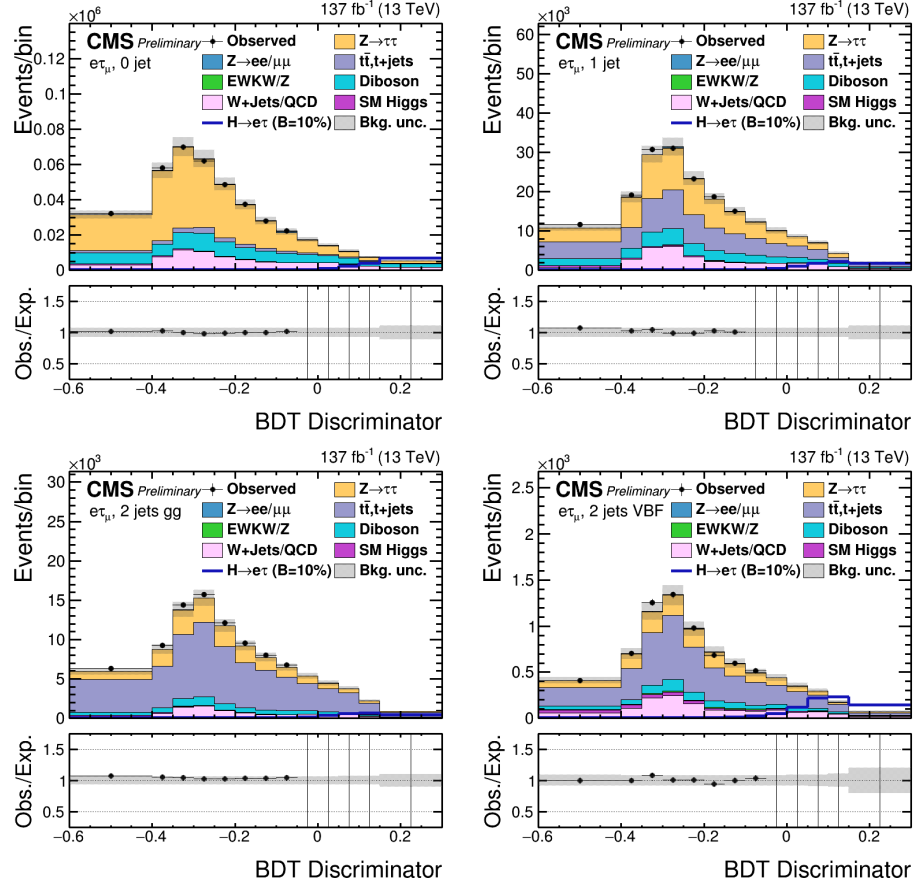 ×10⁶
137 fb⁻¹ (13 TeV)
Events/bin
0.12
0.1
0.08
0.06
0.04
0.02
0
CMS Preliminary
eτμ, 0 jet
Observed
Z→ττ
Z→ee/μμ
tt̄,t+jets
EWKW/Z
Diboson
W+Jets/QCD
SM Higgs
H→eτ (B=10%)
Bkg. unc.
Obs./Exp.
1.5
1
0.5
−0.6
−0.4
−0.2
0
0.2
BDT Discriminator
×10³
137 fb⁻¹ (13 TeV)
Events/bin
60
50
40
30
20
10
0
CMS Preliminary
eτμ, 1 jet
Observed
Z→ττ
Z→ee/μμ
tt̄,t+jets
EWKW/Z
Diboson
W+Jets/QCD
SM Higgs
H→eτ (B=10%)
Bkg. unc.
Obs./Exp.
1.5
1
0.5
−0.6
−0.4
−0.2
0
0.2
BDT Discriminator
×10³
137 fb⁻¹ (13 TeV)
Events/bin
30
25
20
15
10
5
0
CMS Preliminary
eτμ, 2 jets gg
Observed
Z→ττ
Z→ee/μμ
tt̄,t+jets
EWKW/Z
Diboson
W+Jets/QCD
SM Higgs
H→eτ (B=10%)
Bkg. unc.
Obs./Exp.
1.5
1
0.5
−0.6
−0.4
−0.2
0
0.2
BDT Discriminator
×10³
137 fb⁻¹ (13 TeV)
Events/bin
2.5
2
1.5
1
0.5
0
CMS Preliminary
eτμ, 2 jets VBF
Observed
Z→ττ
Z→ee/μμ
tt̄,t+jets
EWKW/Z
Diboson
W+Jets/QCD
SM Higgs
H→eτ (B=10%)
Bkg. unc.
Obs./Exp.
1.5
1
0.5
−0.6
−0.4
−0.2
0
0.2
BDT Discriminator